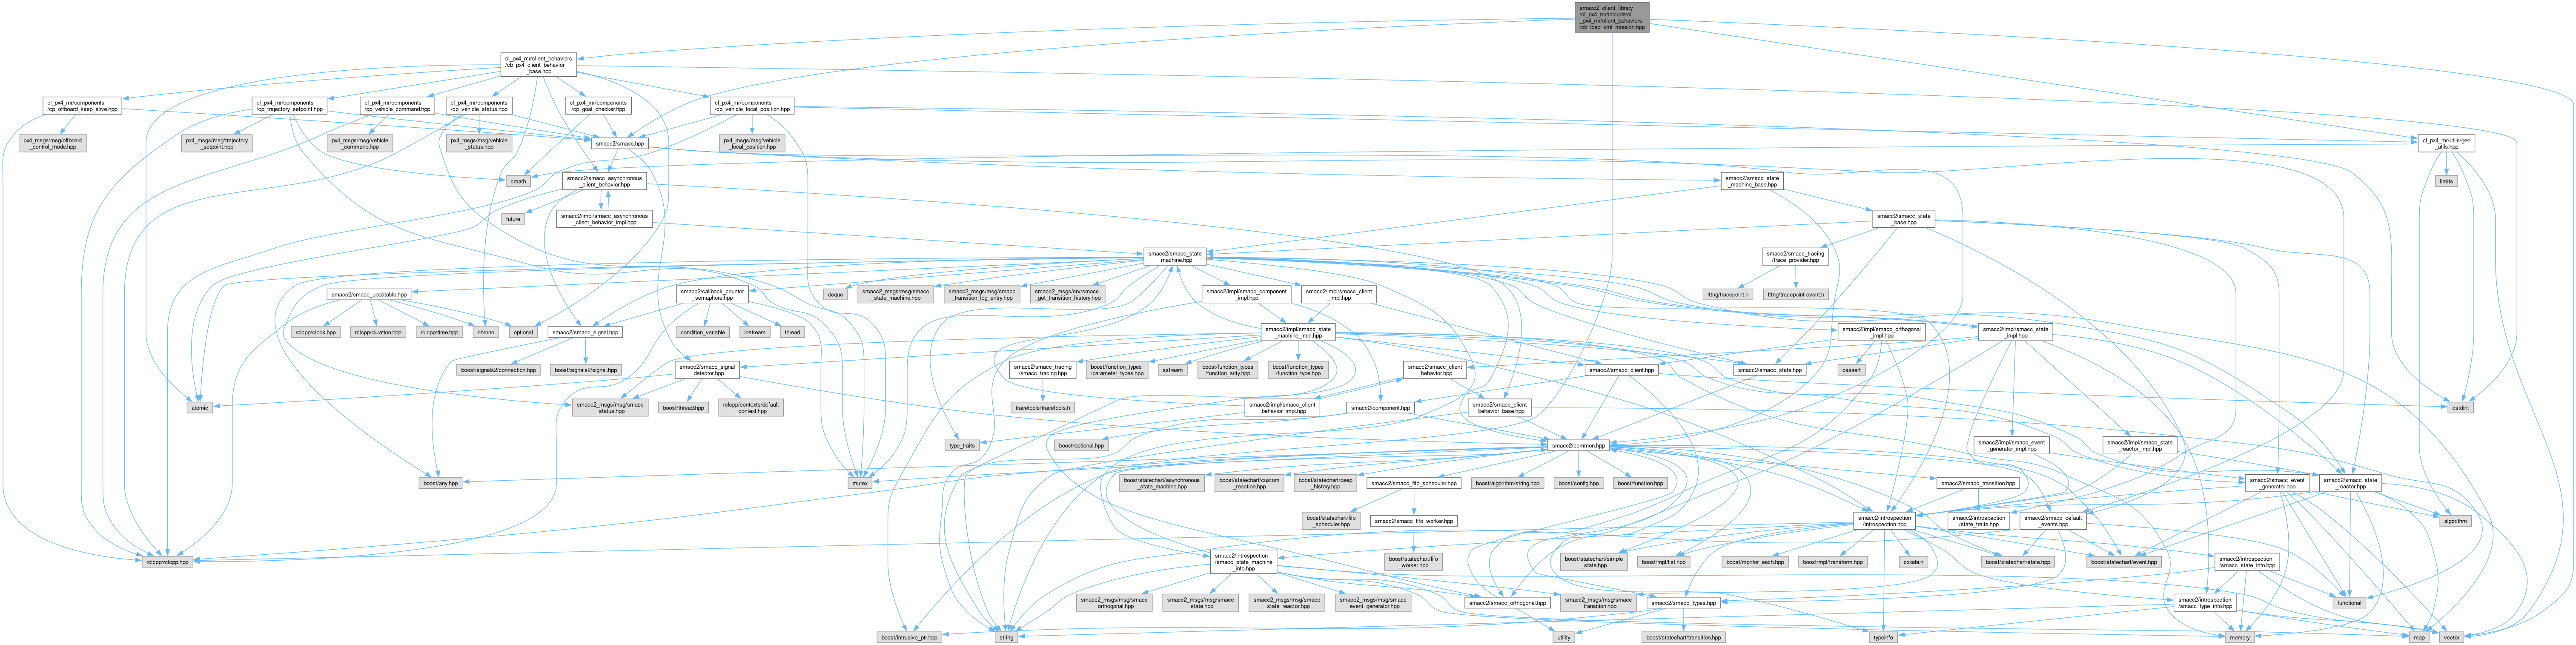 smacc2_client_library
/cl_px4_mr/include/cl
_px4_mr/client_behaviors
/cb_load_kml_mission.hpp
cl_px4_mr/client_behaviors
/cb_px4_client_behavior
_base.hpp
cl_px4_mr/components
/cp_offboard_keep_alive.hpp
cl_px4_mr/components
/cp_trajectory_setpoint.hpp
cl_px4_mr/components
/cp_vehicle_command.hpp
cl_px4_mr/components
/cp_vehicle_status.hpp
cl_px4_mr/components
/cp_goal_checker.hpp
cl_px4_mr/components
/cp_vehicle_local_position.hpp
px4_msgs/msg/offboard
_control_mode.hpp
px4_msgs/msg/trajectory
_setpoint.hpp
px4_msgs/msg/vehicle
_command.hpp
px4_msgs/msg/vehicle
_status.hpp
smacc2/smacc.hpp
px4_msgs/msg/vehicle
_local_position.hpp
cl_px4_mr/utils/geo
_utils.hpp
cmath
smacc2/smacc_asynchronous
_client_behavior.hpp
smacc2/smacc_state
_machine_base.hpp
limits
future
smacc2/impl/smacc_asynchronous
_client_behavior_impl.hpp
smacc2/smacc_state
_base.hpp
smacc2/smacc_state
_machine.hpp
smacc2/smacc_tracing
/trace_provider.hpp
smacc2/smacc_updatable.hpp
smacc2/callback_counter
_semaphore.hpp
deque
smacc2_msgs/msg/smacc
_state_machine.hpp
smacc2_msgs/msg/smacc
_transition_log_entry.hpp
smacc2_msgs/srv/smacc
_get_transition_history.hpp
smacc2/impl/smacc_component
_impl.hpp
smacc2/impl/smacc_client
_impl.hpp
lttng/tracepoint.h
lttng/tracepoint-event.h
rclcpp/clock.hpp
rclcpp/duration.hpp
rclcpp/time.hpp
chrono
optional
smacc2/smacc_signal.hpp
condition_variable
iostream
thread
smacc2/impl/smacc_state
_machine_impl.hpp
smacc2/impl/smacc_orthogonal
_impl.hpp
smacc2/impl/smacc_state
_impl.hpp
boost/signals2/connection.hpp
boost/signals2/signal.hpp
smacc2/smacc_signal
_detector.hpp
smacc2/smacc_tracing
/smacc_tracing.hpp
boost/function_types
/parameter_types.hpp
sstream
boost/function_types
/function_arity.hpp
boost/function_types
/function_type.hpp
smacc2/smacc_client
_behavior.hpp
smacc2/smacc_client.hpp
smacc2/smacc_state.hpp
cassert
atomic
smacc2_msgs/msg/smacc
_status.hpp
boost/thread.hpp
rclcpp/contexts/default
_context.hpp
tracetools/tracetools.h
smacc2/impl/smacc_client
_behavior_impl.hpp
smacc2/component.hpp
smacc2/smacc_client
_behavior_base.hpp
cstdint
type_traits
boost/optional.hpp
smacc2/common.hpp
smacc2/impl/smacc_event
_generator_impl.hpp
smacc2/impl/smacc_state
_reactor_impl.hpp
boost/any.hpp
mutex
boost/statechart/asynchronous
_state_machine.hpp
boost/statechart/custom
_reaction.hpp
boost/statechart/deep
_history.hpp
smacc2/smacc_fifo_scheduler.hpp
boost/algorithm/string.hpp
boost/config.hpp
boost/function.hpp
smacc2/smacc_transition.hpp
smacc2/smacc_event
_generator.hpp
smacc2/smacc_state
_reactor.hpp
boost/statechart/fifo
_scheduler.hpp
smacc2/smacc_fifo_worker.hpp
smacc2/introspection
/introspection.hpp
smacc2/introspection
/state_traits.hpp
smacc2/smacc_default
_events.hpp
algorithm
rclcpp/rclcpp.hpp
smacc2/introspection
/smacc_state_machine
_info.hpp
boost/statechart/fifo
_worker.hpp
boost/statechart/simple
_state.hpp
boost/mpl/list.hpp
boost/mpl/for_each.hpp
boost/mpl/transform.hpp
cxxabi.h
boost/statechart/state.hpp
boost/statechart/event.hpp
smacc2/introspection
/smacc_state_info.hpp
smacc2_msgs/msg/smacc
_orthogonal.hpp
smacc2_msgs/msg/smacc
_state.hpp
smacc2_msgs/msg/smacc
_state_reactor.hpp
smacc2_msgs/msg/smacc
_event_generator.hpp
smacc2/smacc_orthogonal.hpp
smacc2_msgs/msg/smacc
_transition.hpp
smacc2/smacc_types.hpp
smacc2/introspection
/smacc_type_info.hpp
functional
boost/intrusive_ptr.hpp
string
utility
boost/statechart/transition.hpp
typeinfo
memory
map
vector